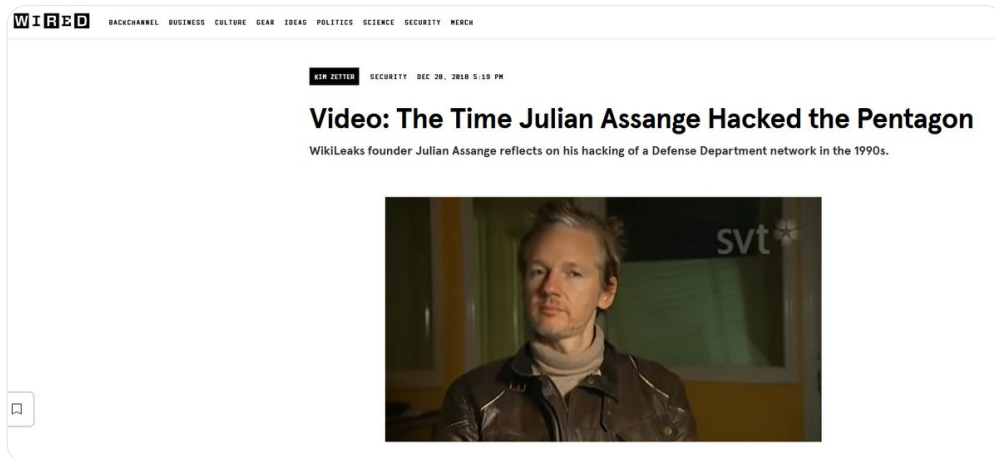 WIRED BACKCHANNEL BUSINESS CULTURE GEAR IDEAS POLITICS SCIENCE SECURITY MERCH
KIM ZETTER SECURITY DEC 20, 2010 5:19 PM
Video: The Time Julian Assange Hacked the Pentagon
WikiLeaks founder Julian Assange reflects on his hacking of a Defense Department network in the 1990s.
svt